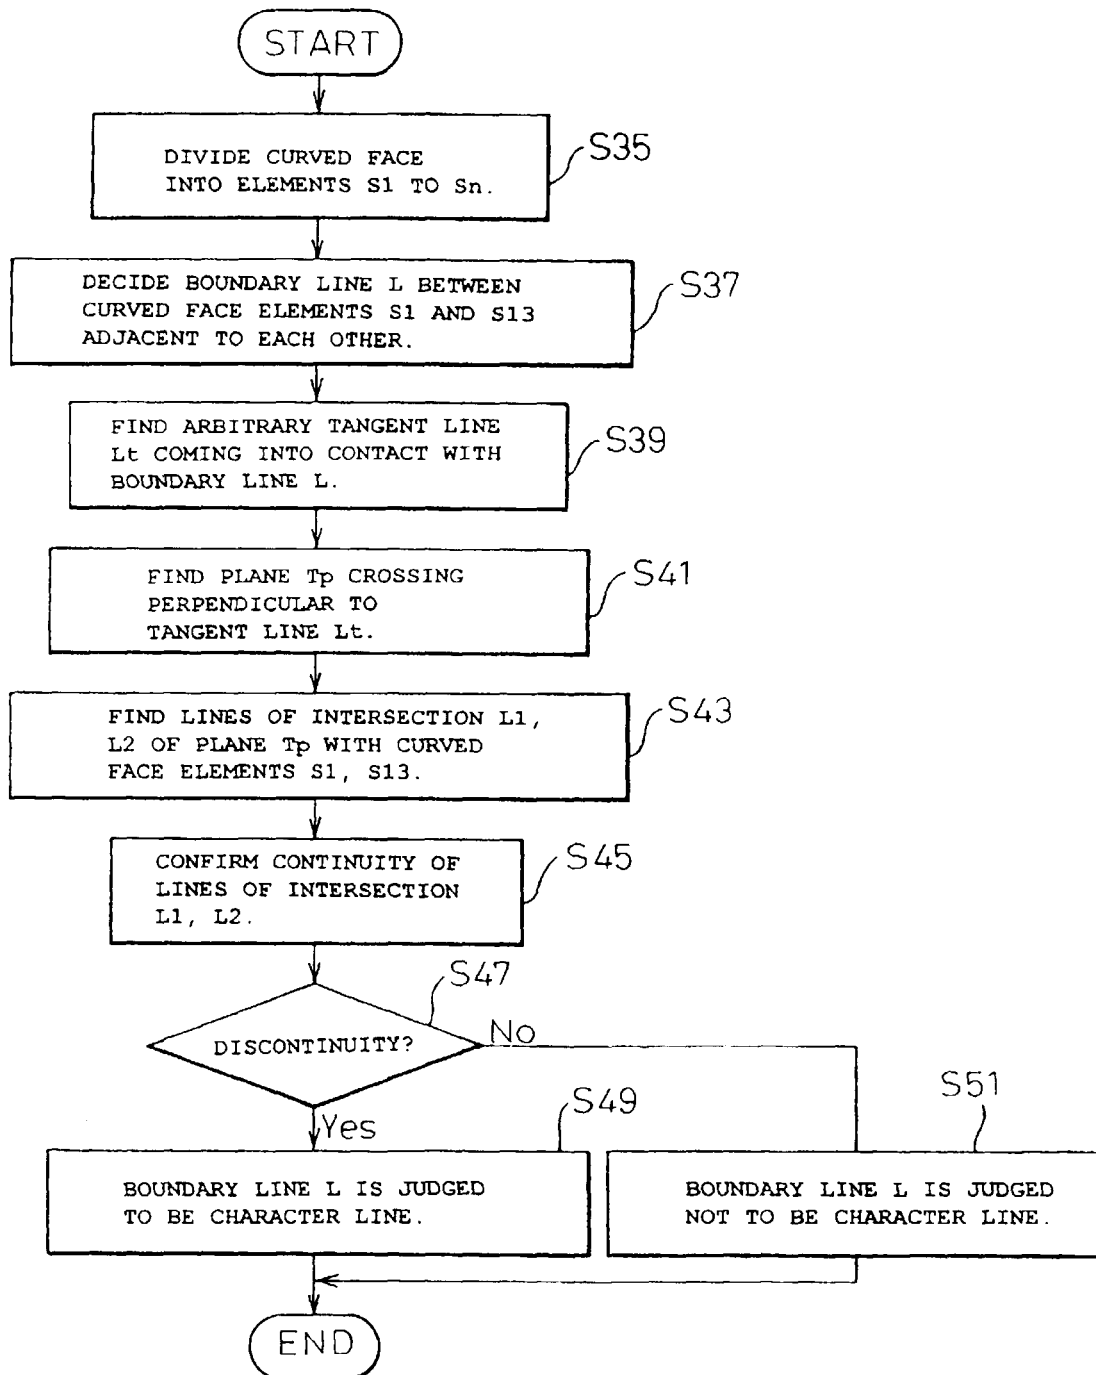 START
DIVIDE CURVED FACE
INTO ELEMENTS S1 TO Sn.
S35
DECIDE BOUNDARY LINE L BETWEEN
CURVED FACE ELEMENTS S1 AND S13
ADJACENT TO EACH OTHER.
S37
FIND ARBITRARY TANGENT LINE
Lt COMING INTO CONTACT WITH
BOUNDARY LINE L.
S39
FIND PLANE Tp CROSSING
PERPENDICULAR TO
TANGENT LINE Lt.
S41
FIND LINES OF INTERSECTION L1,
L2 OF PLANE Tp WITH CURVED
FACE ELEMENTS S1, S13.
S43
CONFIRM CONTINUITY OF
LINES OF INTERSECTION
L1, L2.
S45
S47
DISCONTINUITY?
No
Yes
S49
BOUNDARY LINE L IS JUDGED
TO BE CHARACTER LINE.
S51
BOUNDARY LINE L IS JUDGED
NOT TO BE CHARACTER LINE.
END